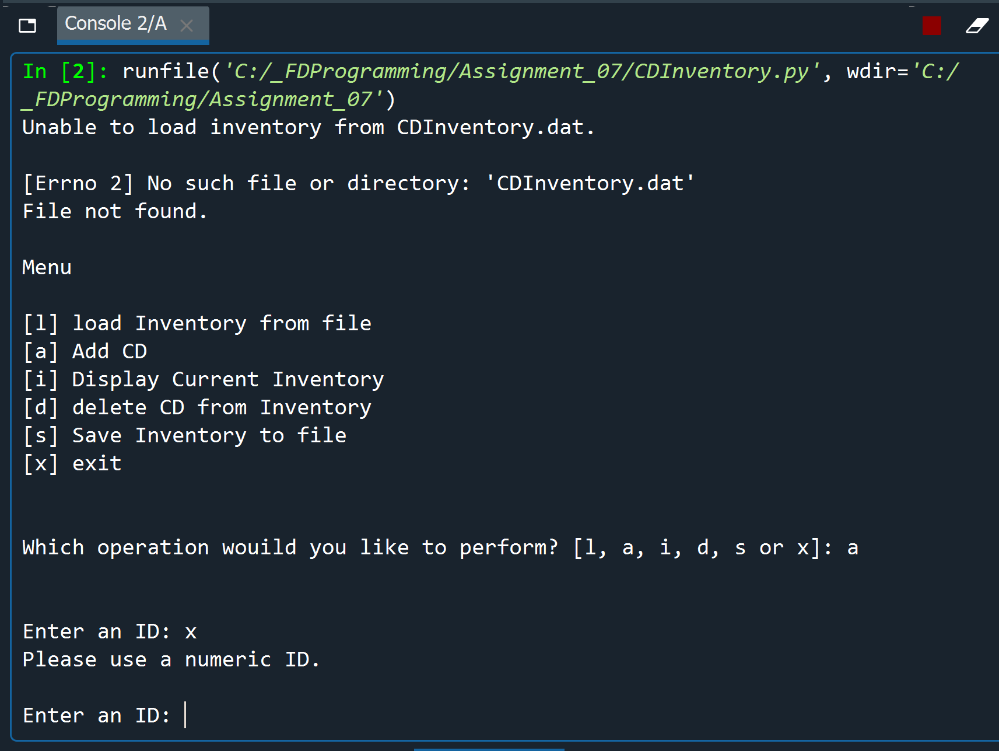 Console 2/A
In [2]: runfile('C:/_FDProgramming/Assignment_07/CDInventory.py', wdir='C:/
_FDProgramming/Assignment_07')
Unable to load inventory from CDInventory.dat.
[Errno 2] No such file or directory: 'CDInventory.dat'
File not found.
Menu
[l] load Inventory from file
[a] Add CD
[i] Display Current Inventory
[d] delete CD from Inventory
[s] Save Inventory to file
[x] exit
Which operation wouild you like to perform? [l, a, i, d, s or x]: a
Enter an ID: x
Please use a numeric ID.
Enter an ID: